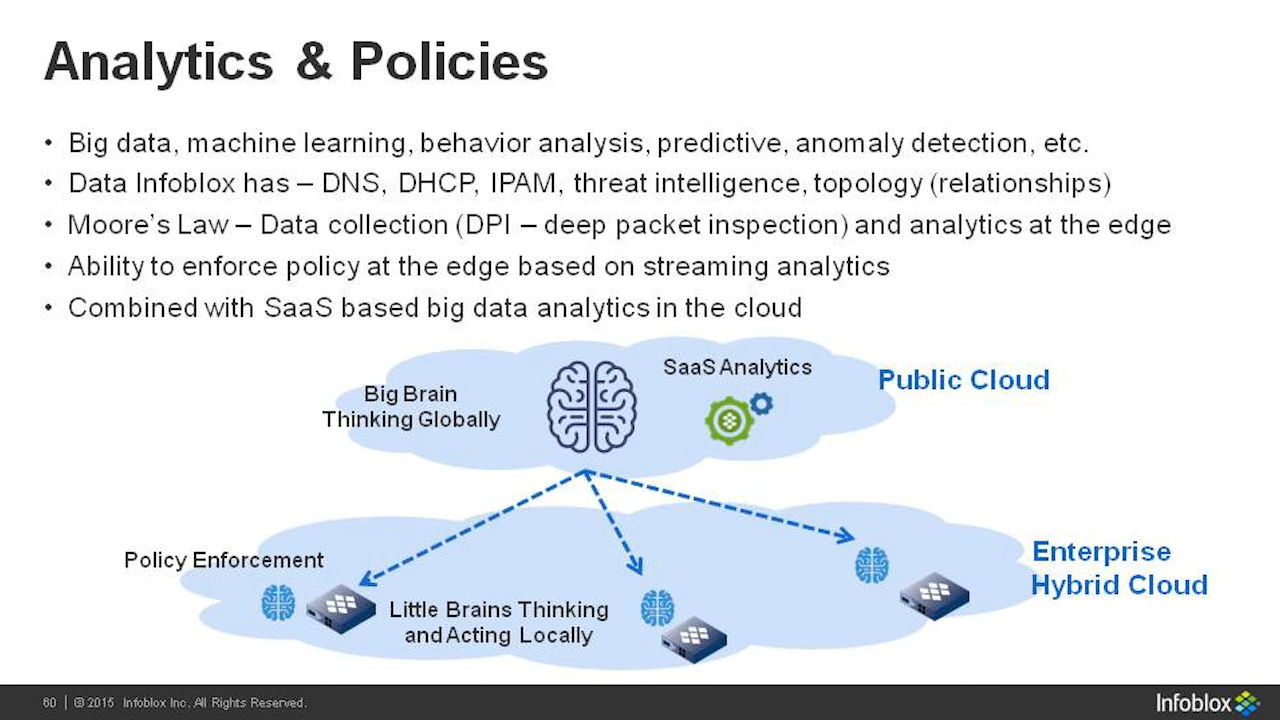 Analytics & Policies
• Big data, machine learning, behavior analysis, predictive, anomaly detection, etc.
• Data Infoblox has – DNS, DHCP, IPAM, threat intelligence, topology (relationships)
• Moore's Law – Data collection (DPI – deep packet inspection) and analytics at the edge
• Ability to enforce policy at the edge based on streaming analytics
• Combined with SaaS based big data analytics in the cloud
SaaS Analytics
Public Cloud
Big Brain
Thinking Globally
Policy Enforcement
Enterprise
Hybrid Cloud
Little Brains Thinking
and Acting Locally
60 | © 2015 Infoblox Inc. All Rights Reserved.
Infoblox